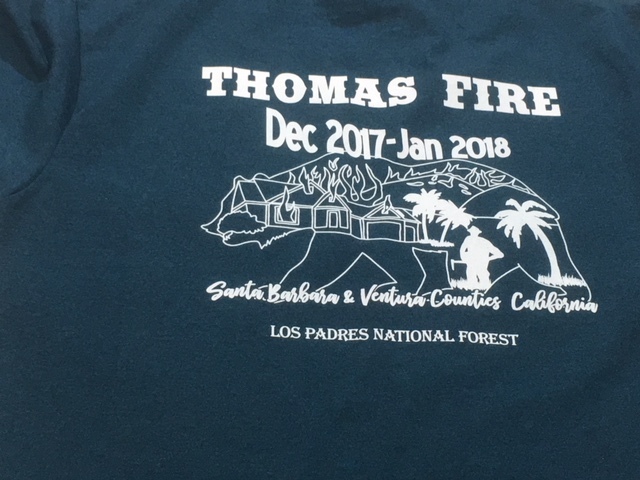 THOMAS FIRE
Dec 2017-Jan 2018
Santa Barbara & Ventura Counties California
LOS PADRES NATIONAL FOREST